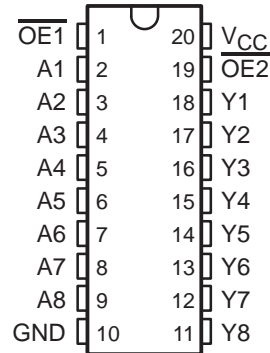 OE1 1 20 VCC
A1 2 19 OE2
A2 3 18 Y1
A3 4 17 Y2
A4 5 16 Y3
A5 6 15 Y4
A6 7 14 Y5
A7 8 13 Y6
A8 9 12 Y7
GND 10 11 Y8